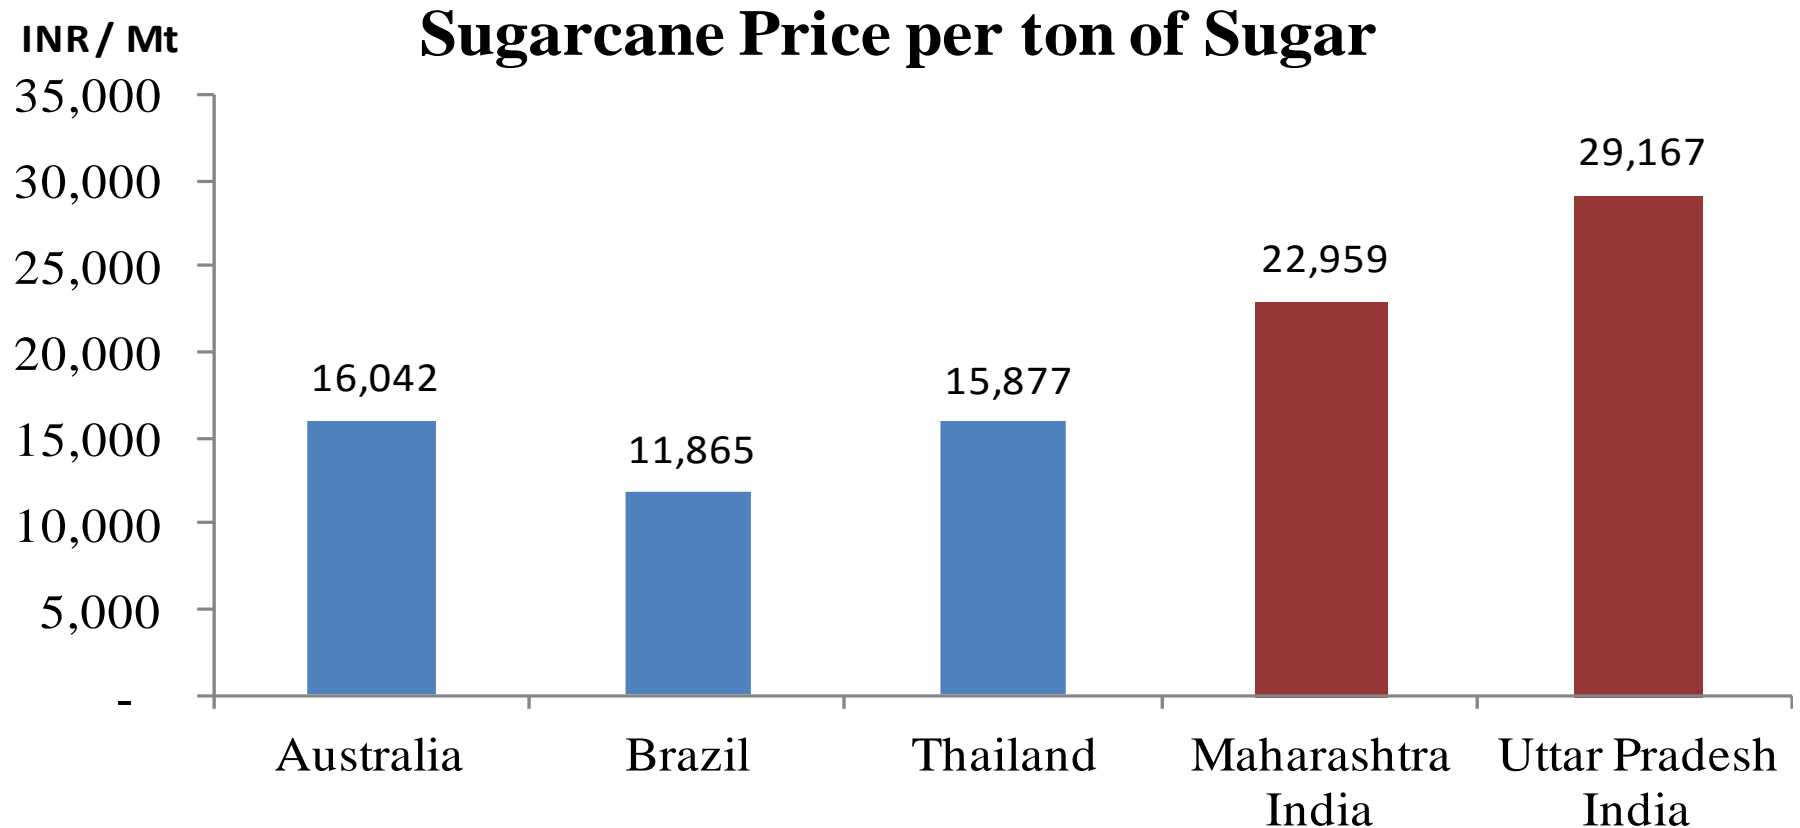 INR / Mt
Sugarcane Price per ton of Sugar
35,000
30,000
25,000
20,000
15,000
10,000
5,000
-
16,042
11,865
15,877
22,959
29,167
Australia
Brazil
Thailand
Maharashtra
India
Uttar Pradesh
India